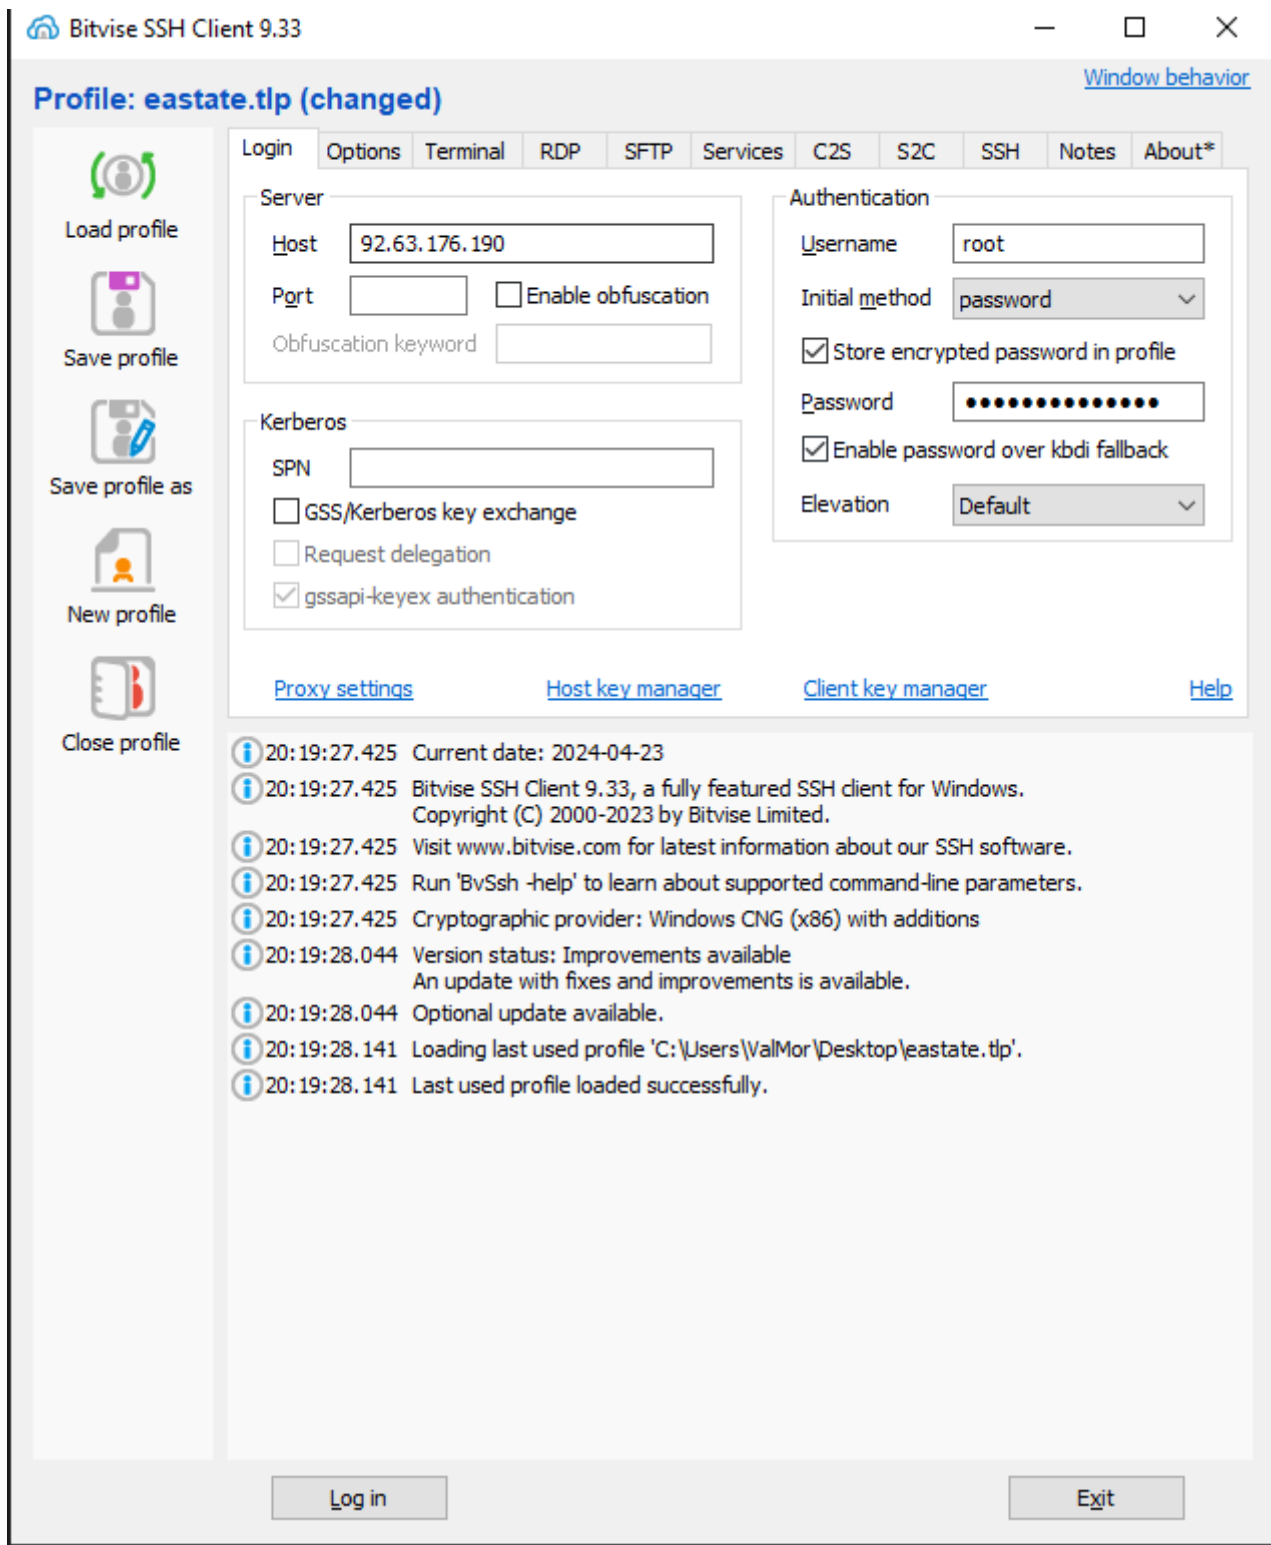 Bitvise SSH Client 9.33
Window behavior
Profile: eastate.tlp (changed)
Load profile
Save profile
Save profile as
New profile
Close profile
Login Options Terminal RDP SFTP Services C2S S2C SSH Notes About*
Server
Host 92.63.176.190
Port Enable obfuscation
Obfuscation keyword
Kerberos
SPN
GSS/Kerberos key exchange
Request delegation
gssapi-keyex authentication
Authentication
Username root
Initial method password
Store encrypted password in profile
Password ••••••••••••••
Enable password over kbdi fallback
Elevation Default
Proxy settings Host key manager Client key manager Help
20:19:27.425 Current date: 2024-04-23
20:19:27.425 Bitvise SSH Client 9.33, a fully featured SSH client for Windows.
Copyright (C) 2000-2023 by Bitvise Limited.
20:19:27.425 Visit www.bitvise.com for latest information about our SSH software.
20:19:27.425 Run 'BvSsh -help' to learn about supported command-line parameters.
20:19:27.425 Cryptographic provider: Windows CNG (x86) with additions
20:19:28.044 Version status: Improvements available
An update with fixes and improvements is available.
20:19:28.044 Optional update available.
20:19:28.141 Loading last used profile 'C:\Users\ValMor\Desktop\eastate.tlp'.
20:19:28.141 Last used profile loaded successfully.
Log in Exit